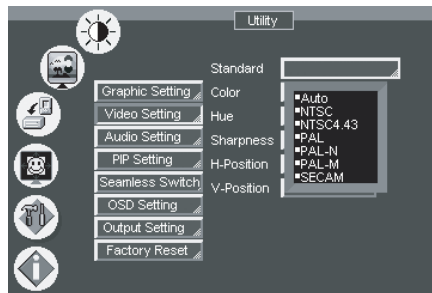 Utility
Graphic Setting
Video Setting
Audio Setting
PIP Setting
Seamless Switch
OSD Setting
Output Setting
Factory Reset
Standard
Color
Hue
Sharpness
H-Position
V-Position
Auto
NTSC
NTSC4.43
PAL
PAL-N
PAL-M
SECAM